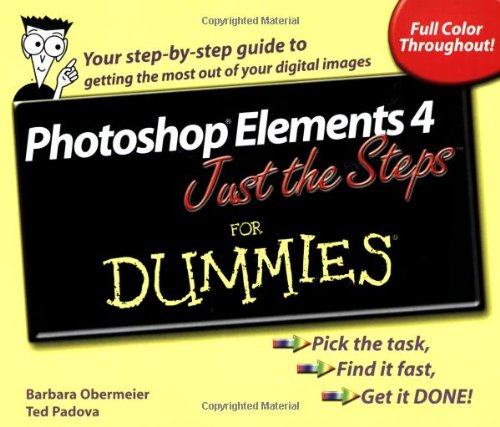 Copyrighted Material
Full Color
Throughout!
Your step-by-step guide to
getting the most out of your digital images
Photoshop® Elements 4
Just the Steps™
FOR
DUMMIES®
Pick the task,
Find it fast,
Get it DONE!
Barbara Obermeier
Ted Padova
Copyrighted Material